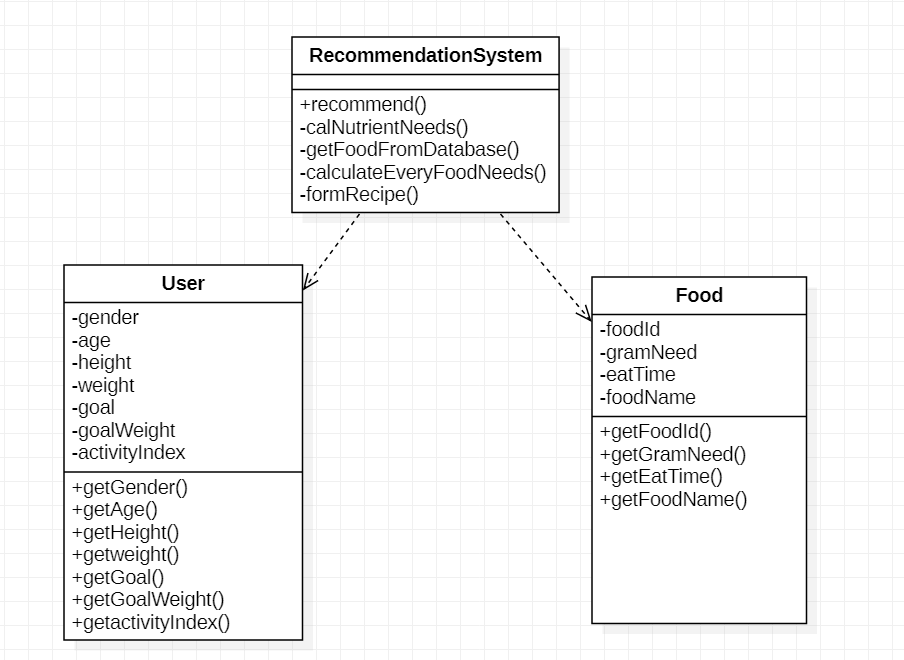 RecommendationSystem
+recommend()
-calNutrientNeeds()
-getFoodFromDatabase()
-calculateEveryFoodNeeds()
-formRecipe()
User
-gender
-age
-height
-weight
-goal
-goalWeight
-activityIndex
+getGender()
+getAge()
+getHeight()
+getweight()
+getGoal()
+getGoalWeight()
+getactivityIndex()
Food
-foodId
-gramNeed
-eatTime
-foodName
+getFoodId()
+getGramNeed()
+getEatTime()
+getFoodName()